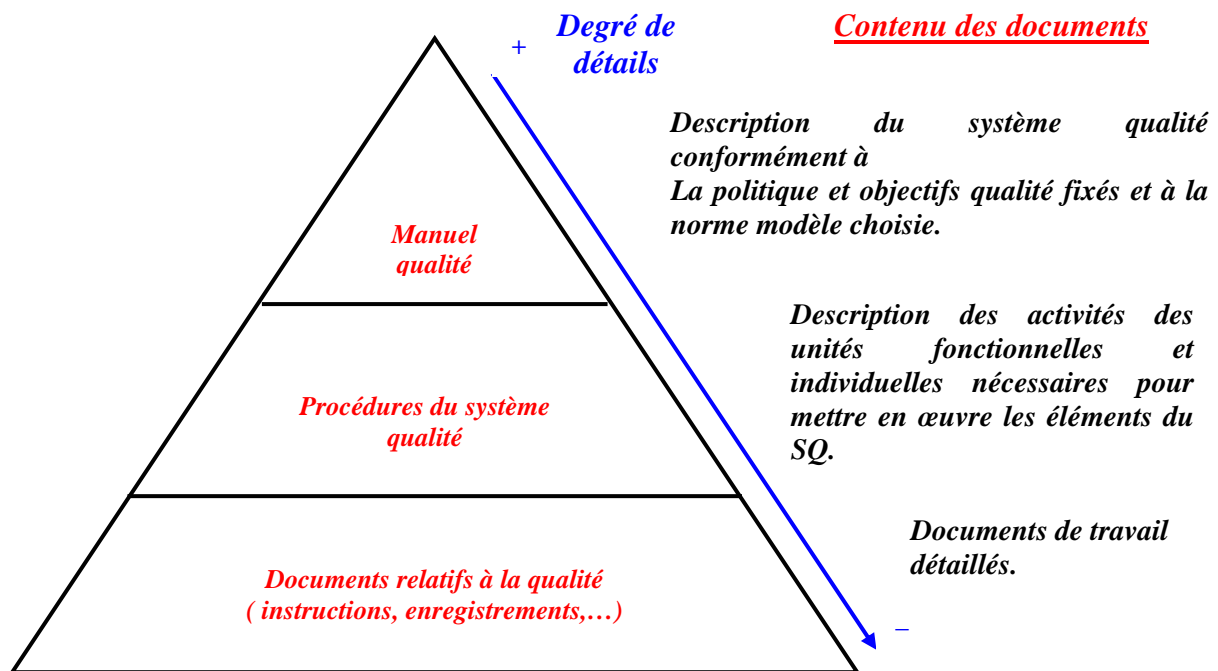 +
Degré de
détails
Contenu des documents
Description du système qualité
conformément à
La politique et objectifs qualité fixés et à la
norme modèle choisie.
Manuel
qualité
Description des activités des
unités fonctionnelles et
individuelles nécessaires pour
mettre en œuvre les éléments du
SQ.
Procédures du système
qualité
Documents de travail
détaillés.
Documents relatifs à la qualité
( instructions, enregistrements,…)
–